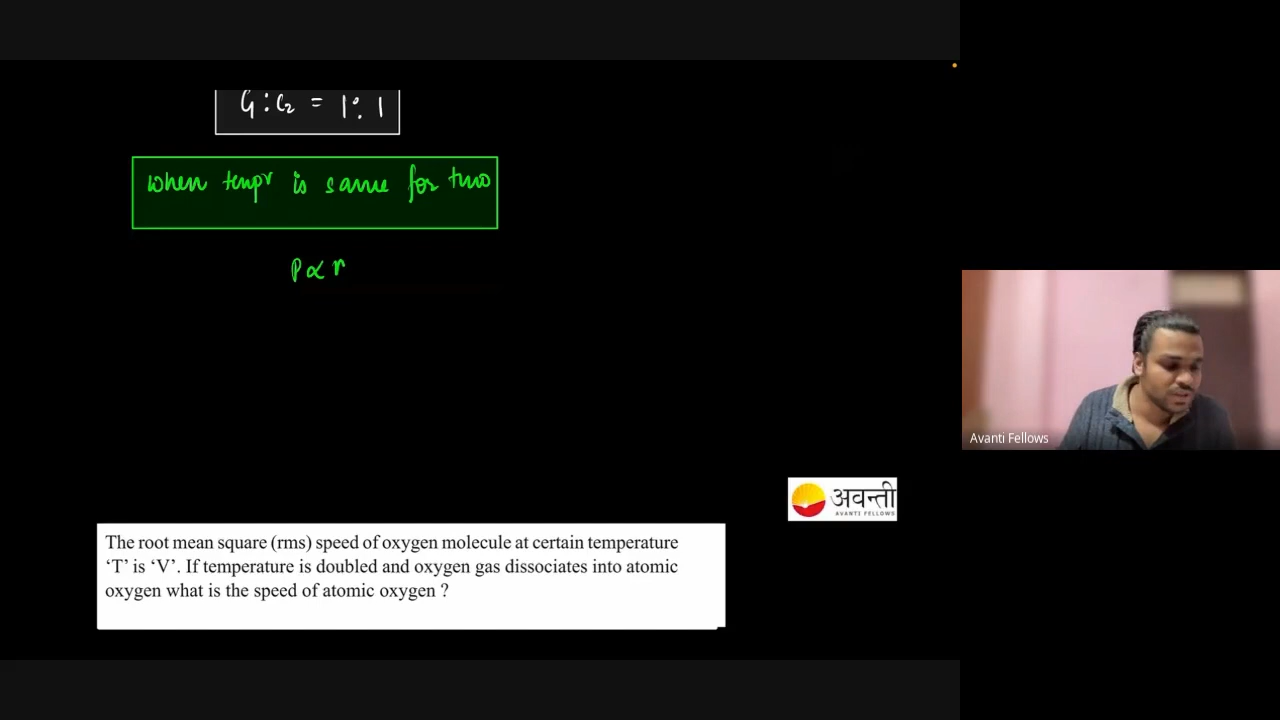 C₁ : C₂ = 1 : 1
when tempr is same for two
P ∝ n
Avanti Fellows
अवन्ती
AVANTI FELLOWS
The root mean square (rms) speed of oxygen molecule at certain temperature
‘T’ is ‘V’. If temperature is doubled and oxygen gas dissociates into atomic
oxygen what is the speed of atomic oxygen ?